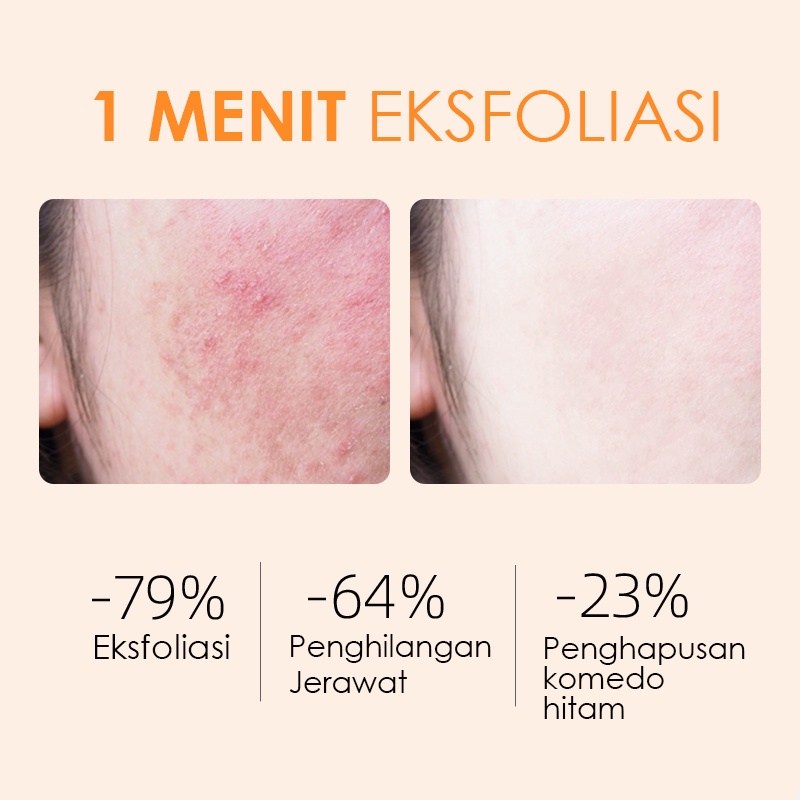 1 MENIT EKSFOLIASI
-79%
Eksfoliasi
-64%
Penghilangan
Jerawat
-23%
Penghapusan
komedo
hitam